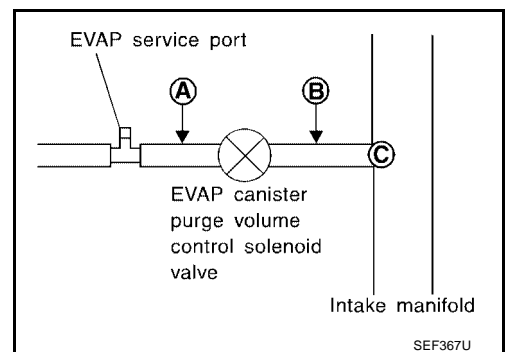 EVAP service port
A
B
C
EVAP canister
purge volume
control solenoid
valve
Intake manifold
SEF367U